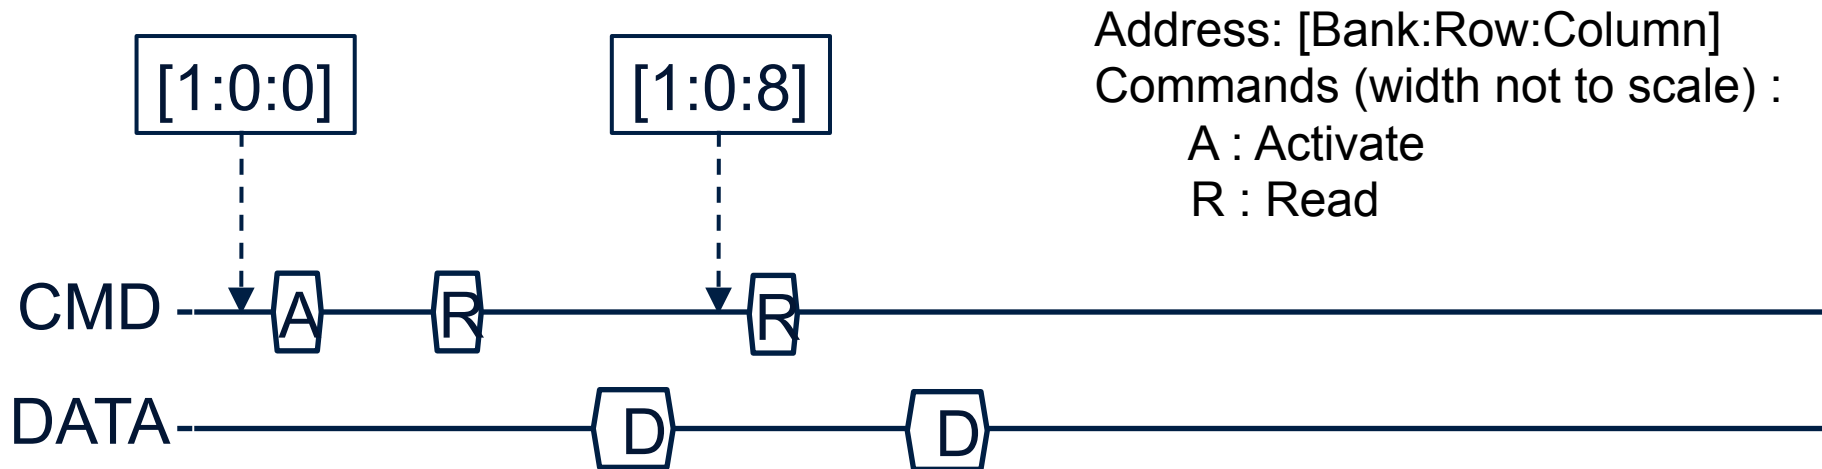 [1:0:0]
[1:0:8]
Address: [Bank:Row:Column]
Commands (width not to scale) :
A : Activate
R : Read
CMD
A
R
R
DATA
D
D